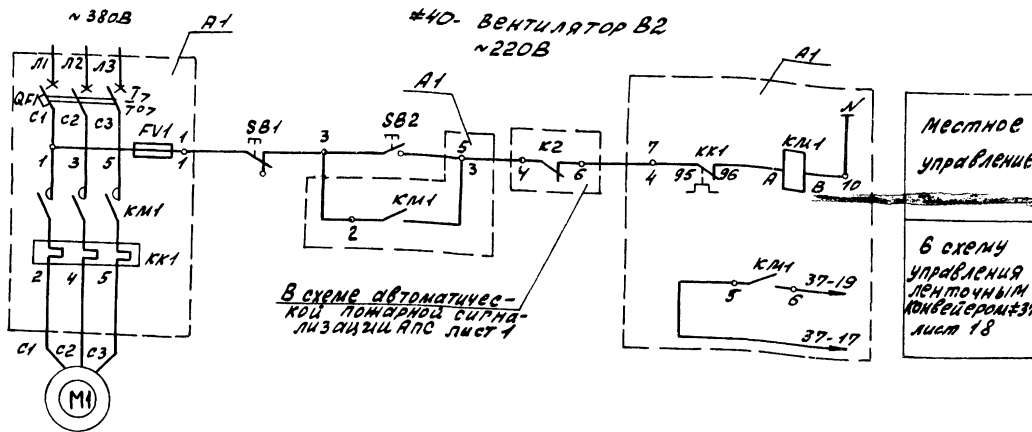 ~380В
#40- вентилятор В2
~220В
А1
А1
А1
Л1 Л2 Л3
QF1
I>
T°>
С1 С2 С3
FV1
1
1
SB1
3
SB2
5
3
К2
4
6
7
4
КК1
95 96
КМ1
А
В
N
10
1 3 5
КМ1
КМ1
2
КК1
2 4 5
С1 С2 С3
М1
В схеме автоматичес-
кой пожарной сигна-
лизации АПС лист 1
КМ1
5
6
37-19
37-17
Местное
управление
В схему
управления
ленточным
конвейером #37
лист 18